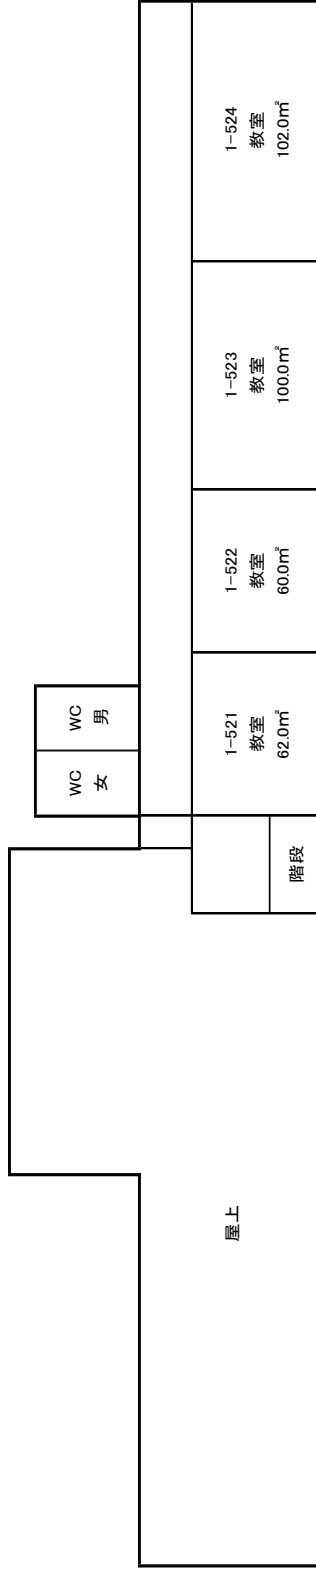 屋上
階段
WC
女
WC
男
1-521
教室
62.0㎡
1-522
教室
60.0㎡
1-523
教室
100.0㎡
1-524
教室
102.0㎡